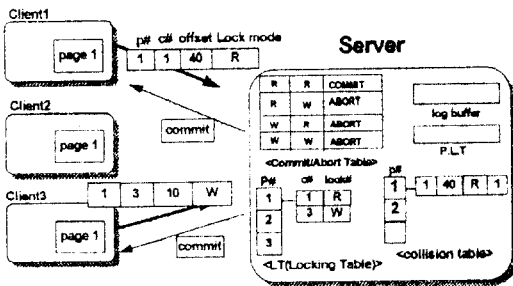 Client1
p# c# offset Lock mode
page 1
1 1 40 R
Server
R R COMMIT
R W ABORT
W R ABORT
W W ABORT
<Commit/Abort Table>
log buffer
P.L.T
Client2
page 1
commit
Client3
1 3 10 W
page 1
commit
P# c# lock#
1 1 R
3 W
2
3
<LT(Locking Table)>
p#
1 1 40 R 1
2
<collision table>